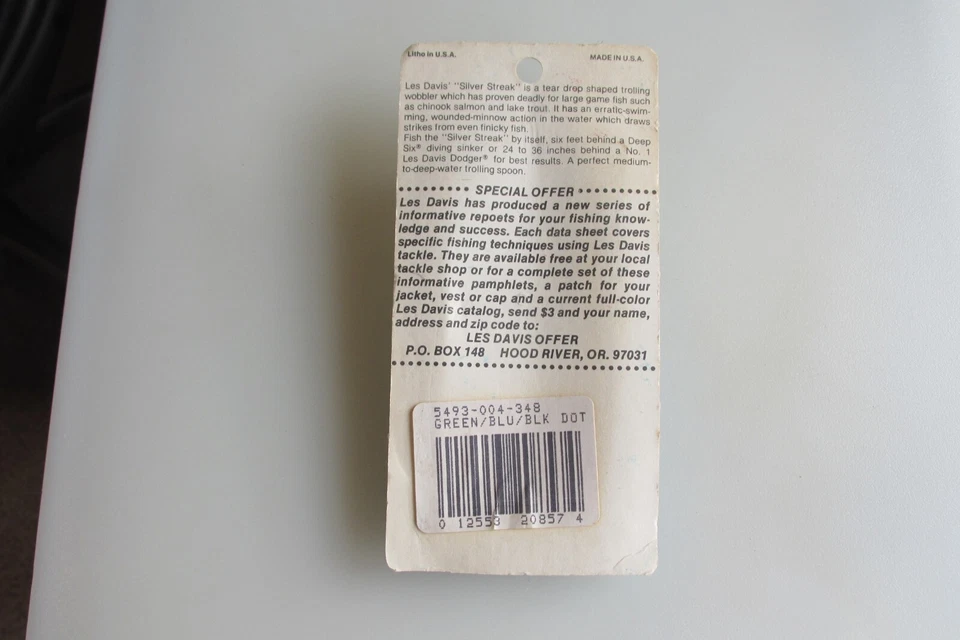 Litho in U.S.A. MADE IN U.S.A.
Les Davis' "Silver Streak" is a tear drop shaped trolling
wobbler which has proven deadly for large game fish such
as chinook salmon and lake trout. It has an erratic-swim-
ming, wounded-minnow action in the water which draws
strikes from even finicky fish.
Fish the "Silver Streak" by itself, six feet behind a Deep
Six® diving sinker or 24 to 36 inches behind a No. 1
Les Davis Dodger® for best results. A perfect medium-
to-deep-water trolling spoon.
SPECIAL OFFER
Les Davis has produced a new series of
informative repoets for your fishing know-
ledge and success. Each data sheet covers
specific fishing techniques using Les Davis
tackle. They are available free at your local
tackle shop or for a complete set of these
informative pamphlets, a patch for your
jacket, vest or cap and a current full-color
Les Davis catalog, send $3 and your name,
address and zip code to:
LES DAVIS OFFER
P.O. BOX 148 HOOD RIVER, OR. 97031
5493-004-348
GREEN/BLU/BLK DOT
0 12553 20857 4